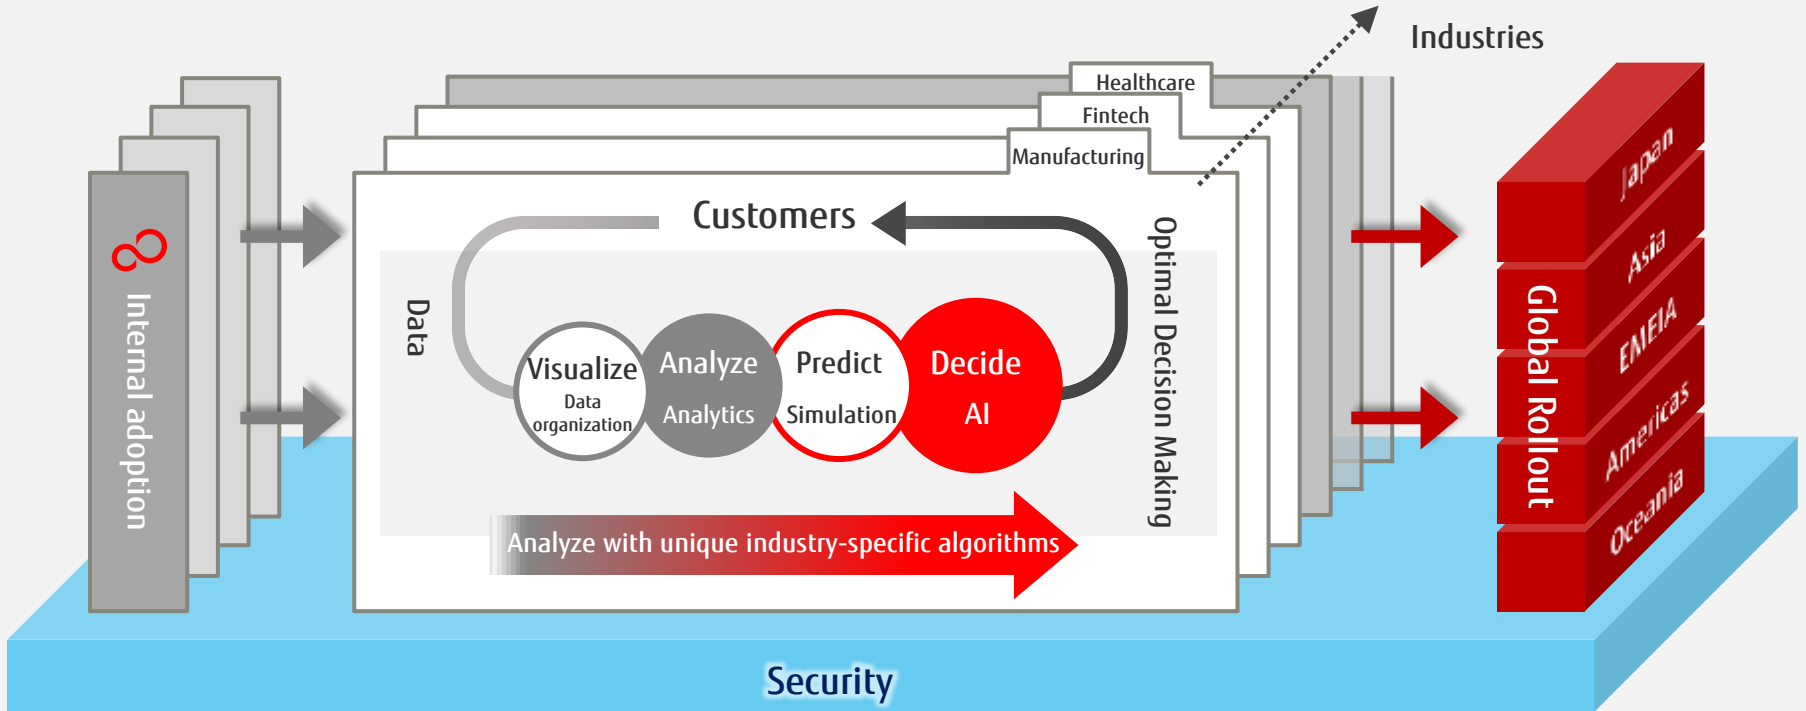 Industries
Healthcare
Fintech
Manufacturing
Internal adoption
Customers
Data
Optimal Decision Making
Visualize
Data
organization
Analyze
Analytics
Predict
Simulation
Decide
AI
Analyze with unique industry-specific algorithms
Global Rollout
Japan
Asia
EMEIA
Americas
Oceania
Security